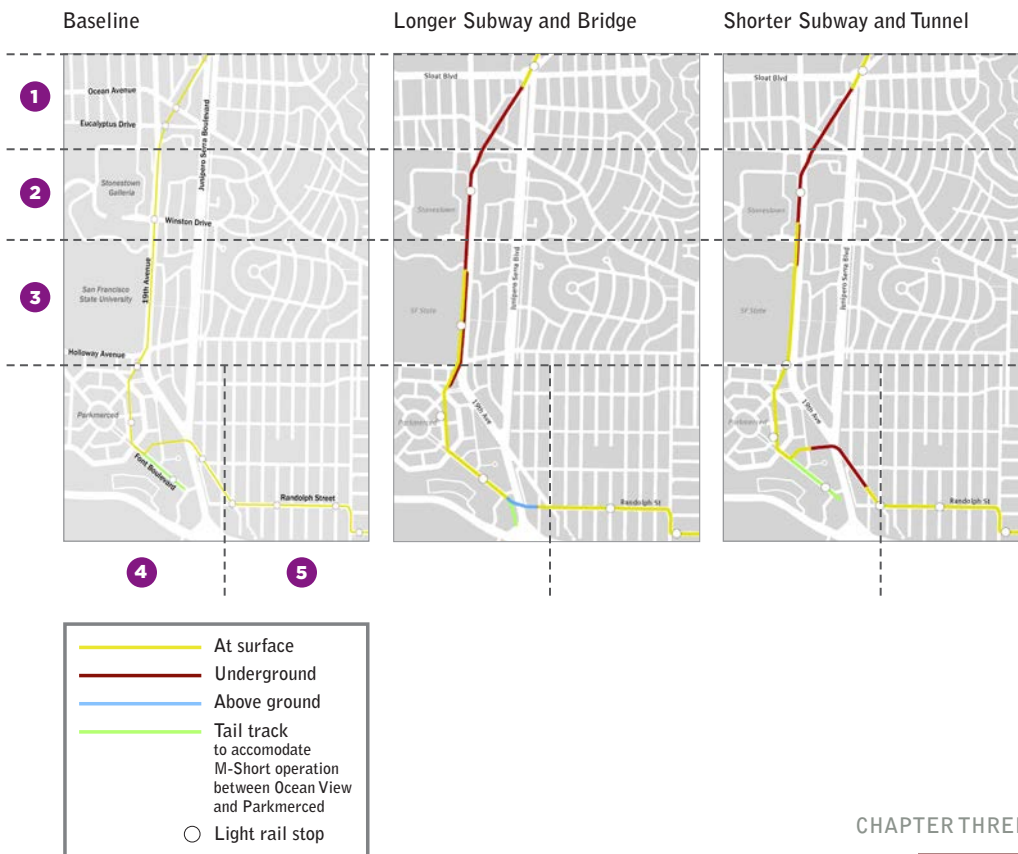 Baseline
Longer Subway and Bridge
Shorter Subway and Tunnel
1
2
3
4
5
Ocean Avenue
Eucalyptus Drive
Junipero Serra Boulevard
Stonestown
Galleria
Winston Drive
19th Avenue
San Francisco
State University
Holloway Avenue
Parkmerced
Font Boulevard
Randolph Street
Sloat Blvd
Stonestown
Junipero Serra Blvd
SF State
19th Ave
Parkmerced
Randolph St
Sloat Blvd
Stonestown
Junipero Serra Blvd
SF State
19th Ave
Parkmerced
Randolph St
At surface
Underground
Above ground
Tail track
to accomodate
M-Short operation
between Ocean View
and Parkmerced
Light rail stop
CHAPTER THREE